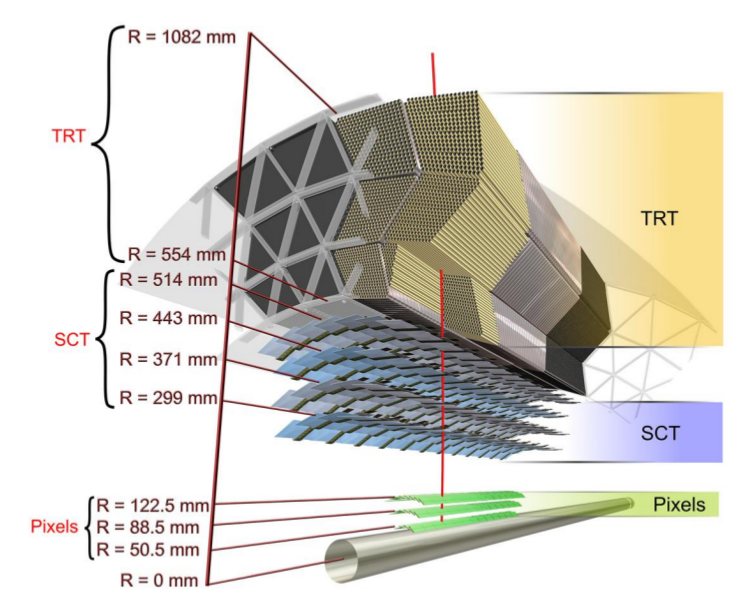 R = 1082 mm
TRT
R = 554 mm
R = 514 mm
R = 443 mm
SCT
R = 371 mm
R = 299 mm
R = 122.5 mm
Pixels
R = 88.5 mm
R = 50.5 mm
R = 0 mm
TRT
SCT
Pixels